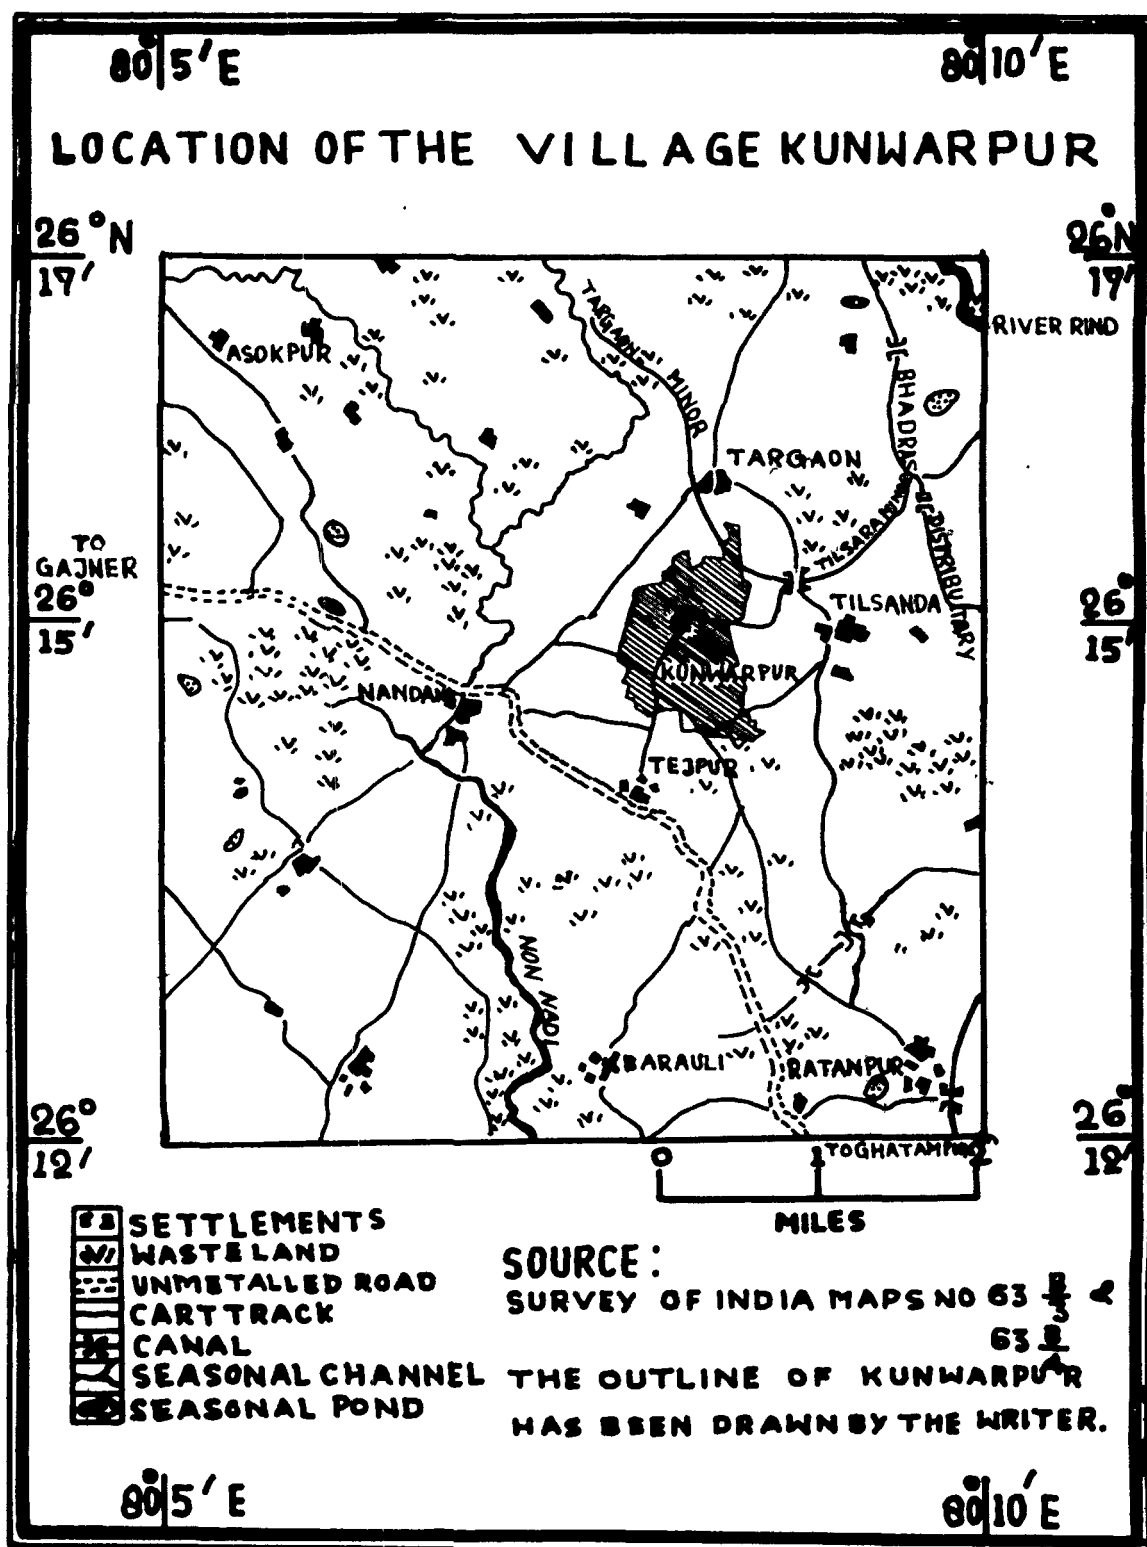 80° 5′ E
80° 10′ E
LOCATION OF THE VILLAGE KUNWARPUR
26° N
17′
26° N
17′
RIVER RIND
TARGAON MINOR
ASOKPUR
BHADRAS
DISTRIBUTARY
TARGAON
TILSARA MINOR
TO
GAJNER
26°
15′
26°
15′
TILSANDA
KUNWARPUR
NANDAN
TEJPUR
NON NADI
BARAULI
RATANPUR
26°
12′
26°
12′
TO GHATAMPUR
0 1 2
MILES
SETTLEMENTS
WASTE LAND
UNMETALLED ROAD
CART TRACK
CANAL
SEASONAL CHANNEL
SEASONAL POND
SOURCE:
SURVEY OF INDIA MAPS NO 63
63
THE OUTLINE OF KUNWARPUR
HAS BEEN DRAWN BY THE WRITER.
80° 5′ E
80° 10′ E